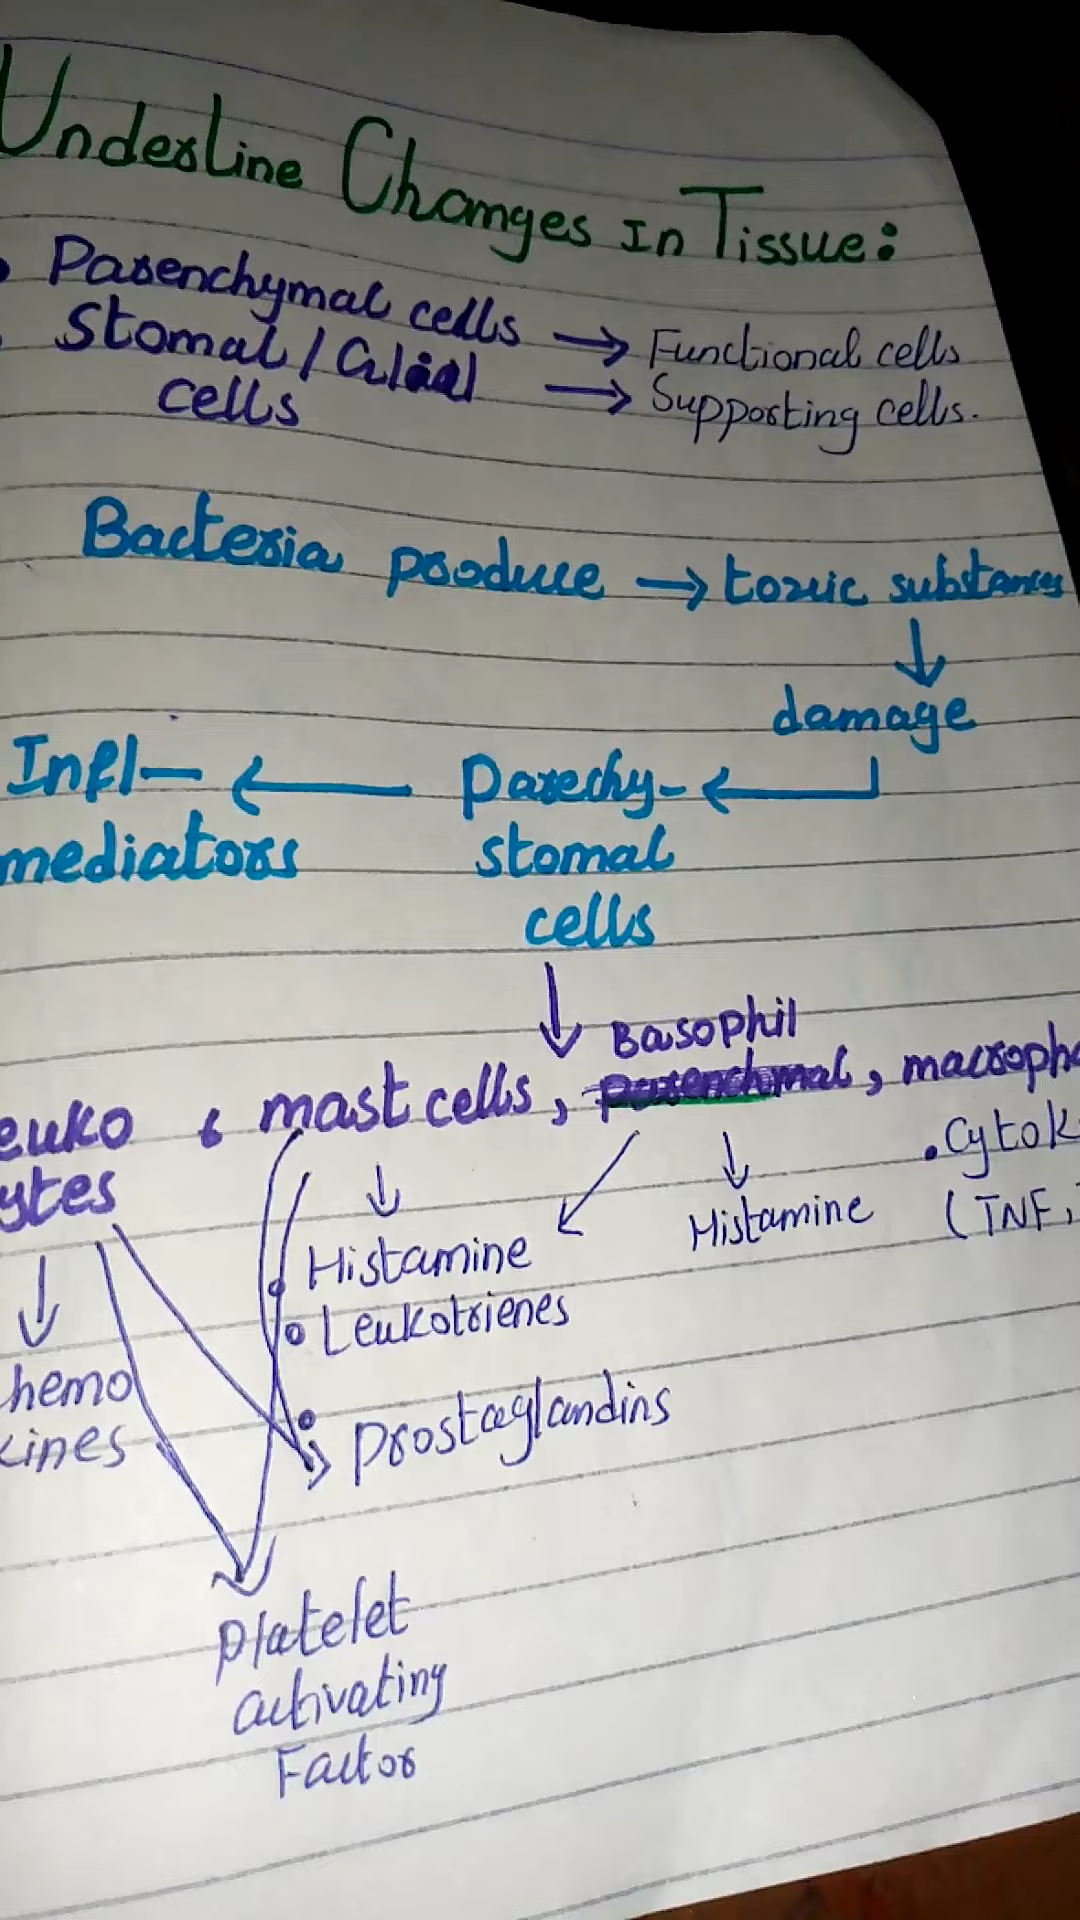 Underline Changes In Tissue:
Parenchymal cells → Functional cells
Stomal / Glial cells → Supporting cells.
Bacteria produce → toxic substances
↓
damage
Infl— ← Parechy- ←
mediators stomal
cells
↓
Basophil
euko , mast cells, parenchmal, macropha
ytes
.Cytok
Histamine
(TNF,
Histamine
Leukotrienes
hemo
kines
Prostaglandins
Platelet
activating
Factor